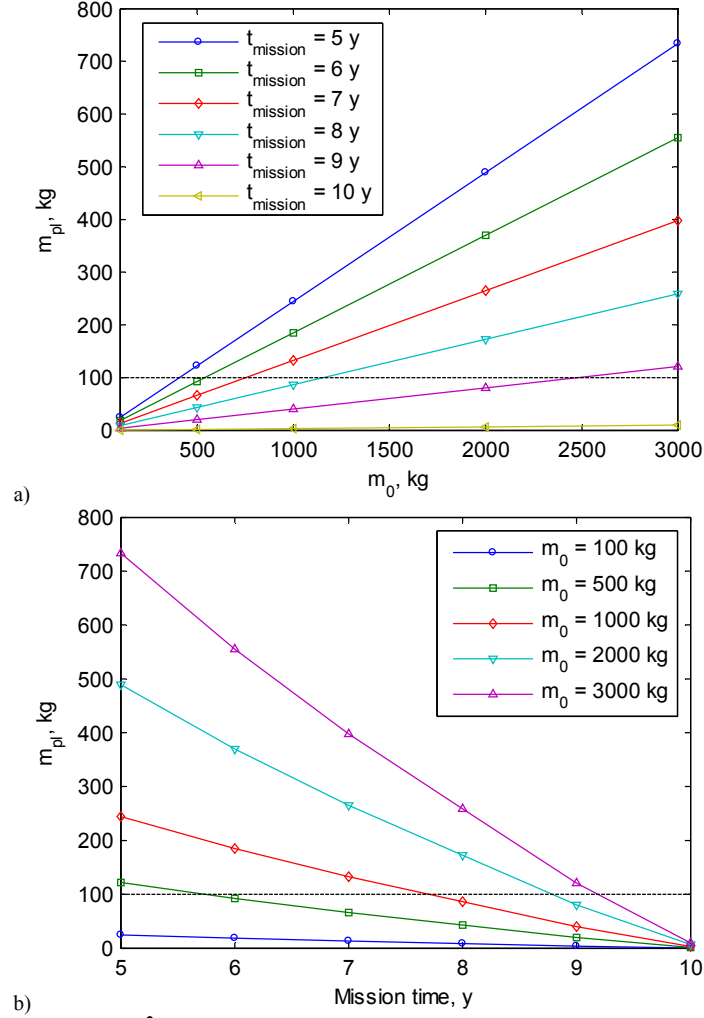 800
700
600
500
400
300
200
100
0
m_pl, kg
t_mission = 5 y
t_mission = 6 y
t_mission = 7 y
t_mission = 8 y
t_mission = 9 y
t_mission = 10 y
500 1000 1500 2000 2500 3000
m_0, kg
a)
800
700
600
500
400
300
200
100
0
m_pl, kg
m_0 = 100 kg
m_0 = 500 kg
m_0 = 1000 kg
m_0 = 2000 kg
m_0 = 3000 kg
5 6 7 8 9 10
Mission time, y
b)